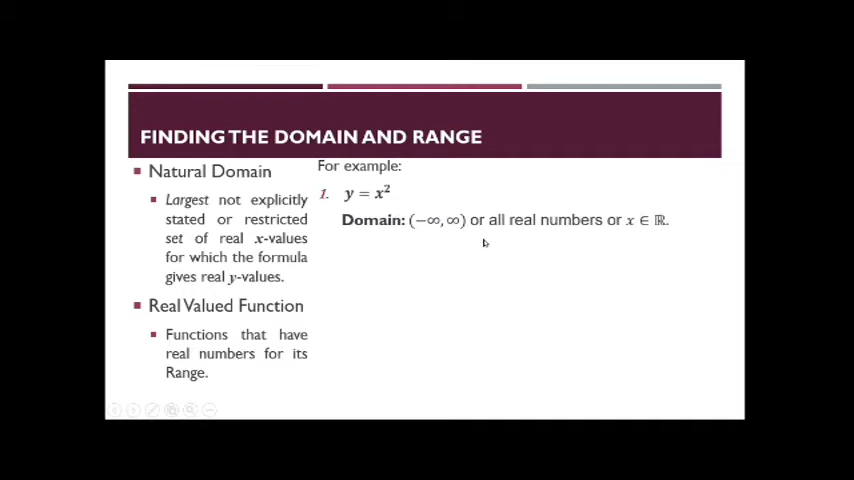 FINDING THE DOMAIN AND RANGE
Natural Domain
Largest not explicitly
stated or restricted
set of real x-values
for which the formula
gives real y-values.
Real Valued Function
Functions that have
real numbers for its
Range.
For example:
1. y = x²
Domain: (−∞, ∞) or all real numbers or x ∈ ℝ.